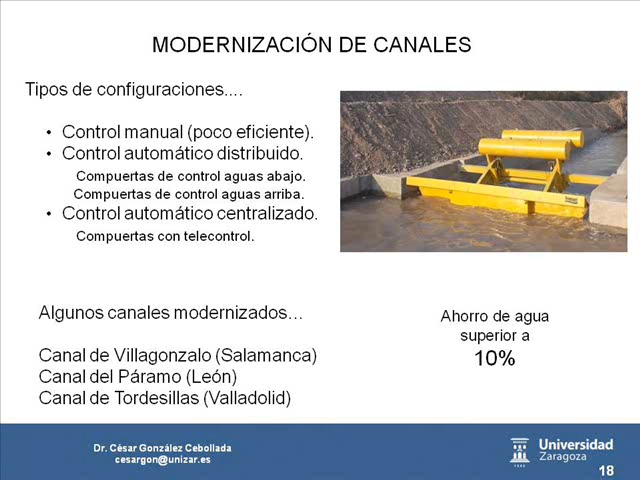 MODERNIZACIÓN DE CANALES
Tipos de configuraciones....
• Control manual (poco eficiente).
• Control automático distribuido.
Compuertas de control aguas abajo.
Compuertas de control aguas arriba.
• Control automático centralizado.
Compuertas con telecontrol.
Algunos canales modernizados…
Canal de Villagonzalo (Salamanca)
Canal del Páramo (León)
Canal de Tordesillas (Valladolid)
Ahorro de agua
superior a
10%
Dr. César González Cebollada
cesargon@unizar.es
Universidad
Zaragoza
18